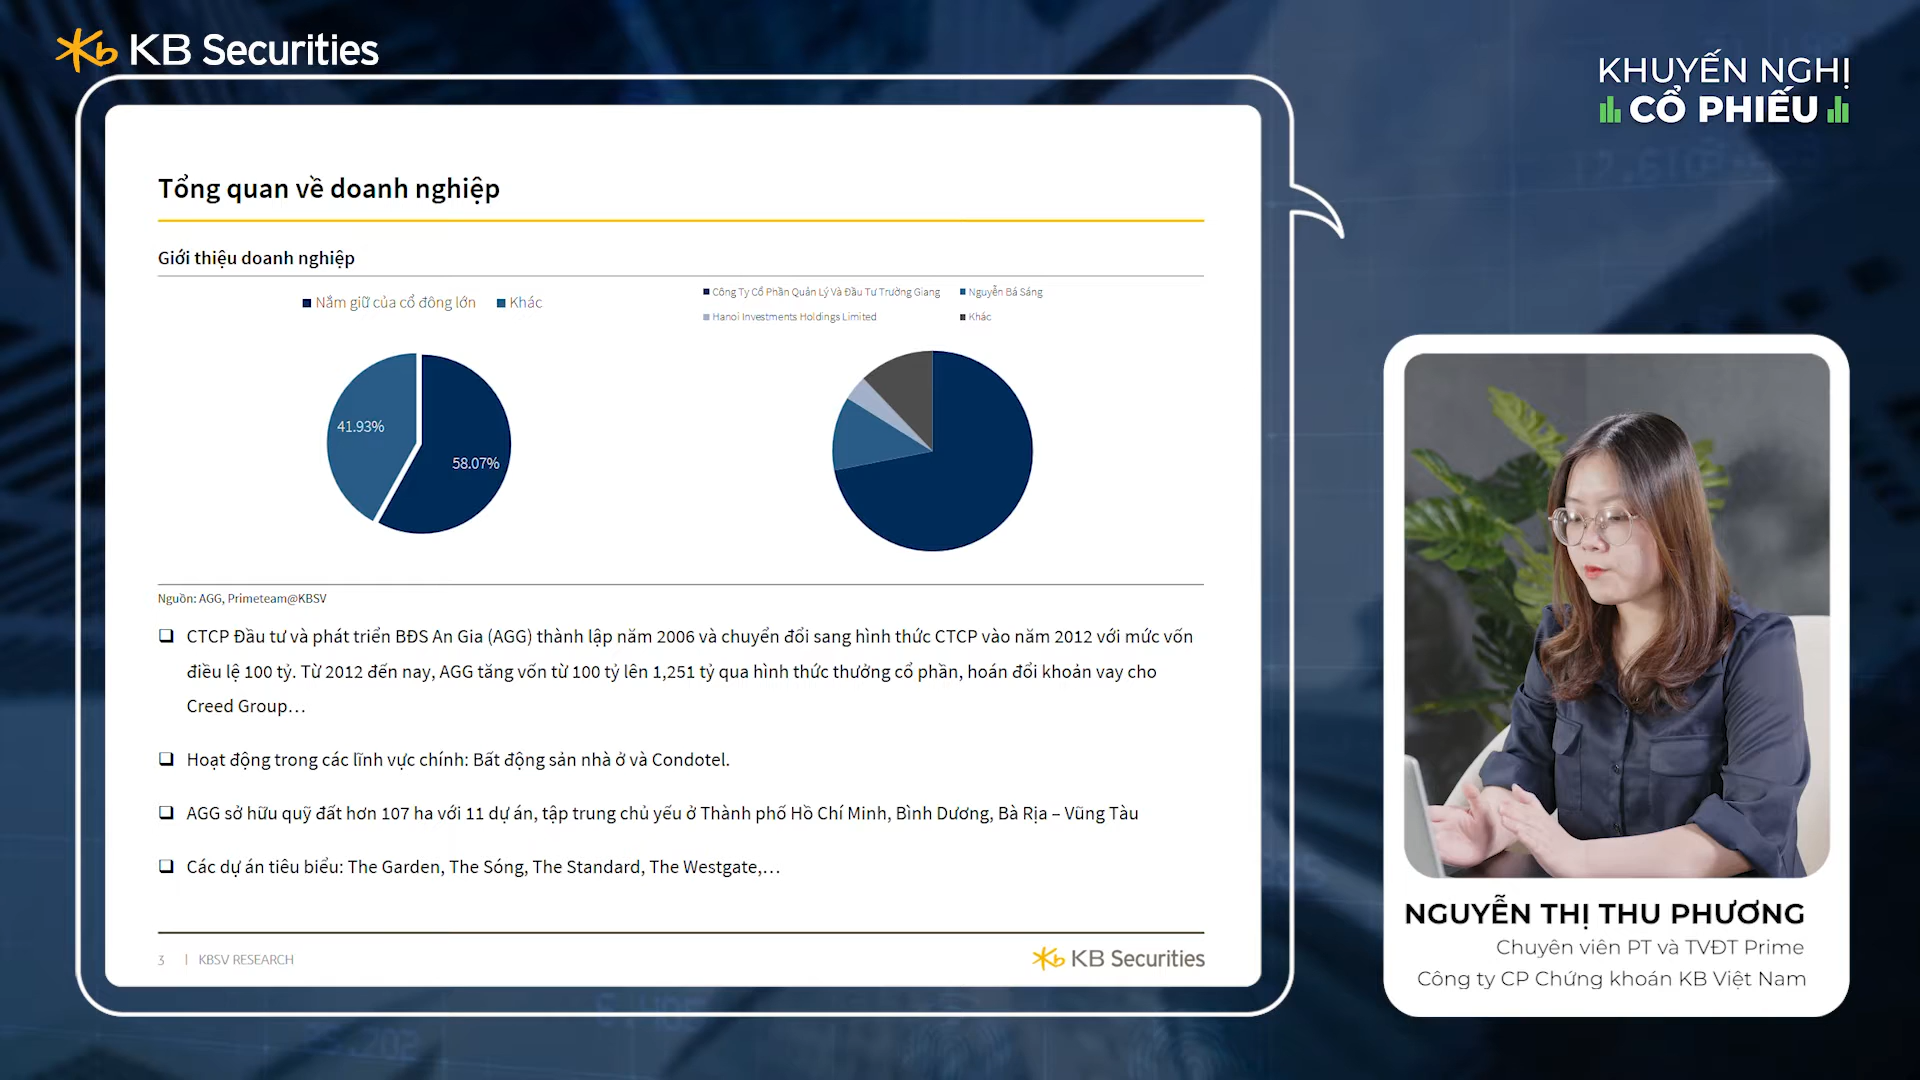 KB Securities
KHUYẾN NGHỊ
CỔ PHIẾU
Tổng quan về doanh nghiệp
Giới thiệu doanh nghiệp
Nắm giữ của cổ đông lớn
Khác
Công Ty Cổ Phần Quản Lý Và Đầu Tư Trường Giang
Nguyễn Bá Sáng
Hanoi Investments Holdings Limited
Khác
41.93%
58.07%
Nguồn: AGG, Primeteam@KBSV
CTCP Đầu tư và phát triển BĐS An Gia (AGG) thành lập năm 2006 và chuyển đổi sang hình thức CTCP vào năm 2012 với mức vốn
điều lệ 100 tỷ. Từ 2012 đến nay, AGG tăng vốn từ 100 tỷ lên 1,251 tỷ qua hình thức thưởng cổ phần, hoán đổi khoản vay cho
Creed Group…
Hoạt động trong các lĩnh vực chính: Bất động sản nhà ở và Condotel.
AGG sở hữu quỹ đất hơn 107 ha với 11 dự án, tập trung chủ yếu ở Thành phố Hồ Chí Minh, Bình Dương, Bà Rịa – Vũng Tàu
Các dự án tiêu biểu: The Garden, The Sóng, The Standard, The Westgate,…
3 | KBSV RESEARCH
KB Securities
NGUYỄN THỊ THU PHƯƠNG
Chuyên viên PT và TVĐT Prime
Công ty CP Chứng khoán KB Việt Nam